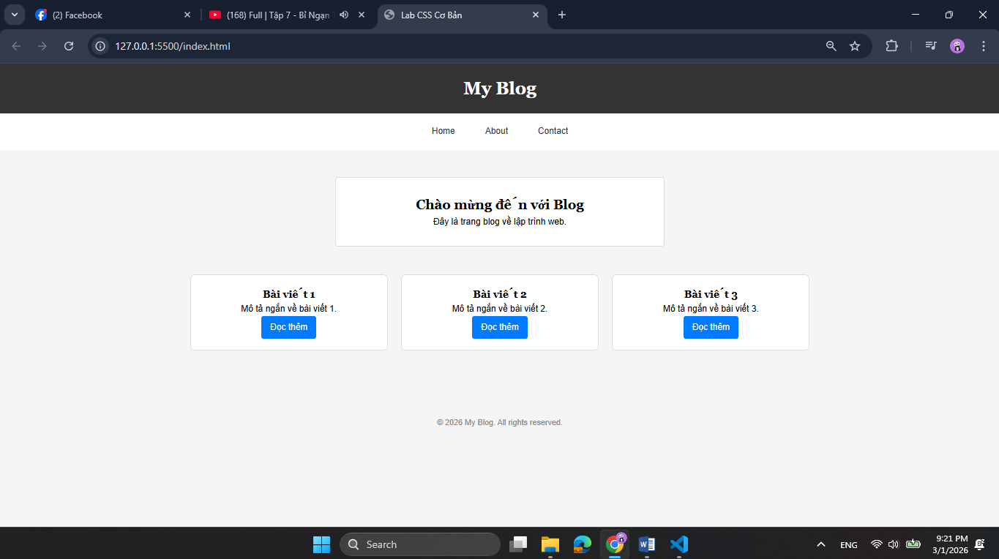 (2) Facebook
(168) Full | Tập 7 - Bỉ Ngạn
Lab CSS Cơ Bản
127.0.0.1:5500/index.html
My Blog
Home About Contact
Chào mừng đến với Blog
Đây là trang blog về lập trình web.
Bài viết 1
Mô tả ngắn về bài viết 1.
Đọc thêm
Bài viết 2
Mô tả ngắn về bài viết 2.
Đọc thêm
Bài viết 3
Mô tả ngắn về bài viết 3.
Đọc thêm
© 2026 My Blog. All rights reserved.
Search
ENG
9:21 PM
3/1/2026